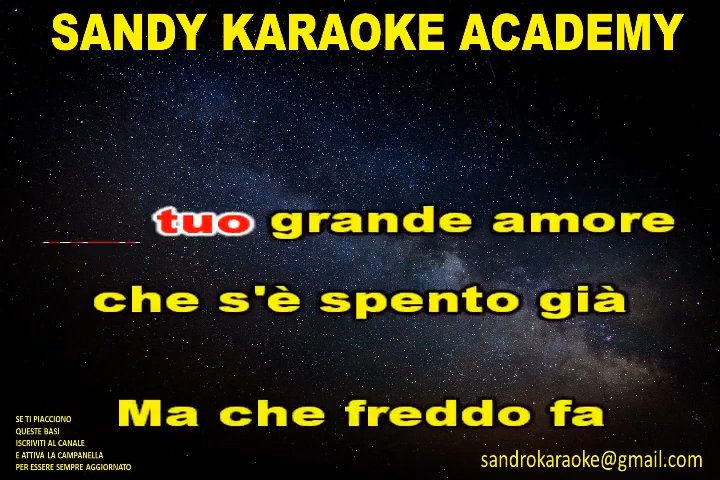 SANDY KARAOKE ACADEMY
tuo grande amore
che s'è spento già
Ma che freddo fa
SE TI PIACCIONO
QUESTE BASI
ISCRIVITI AL CANALE
E ATTIVA LA CAMPANELLA
PER ESSERE SEMPRE AGGIORNATO
sandrokaraoke@gmail.com